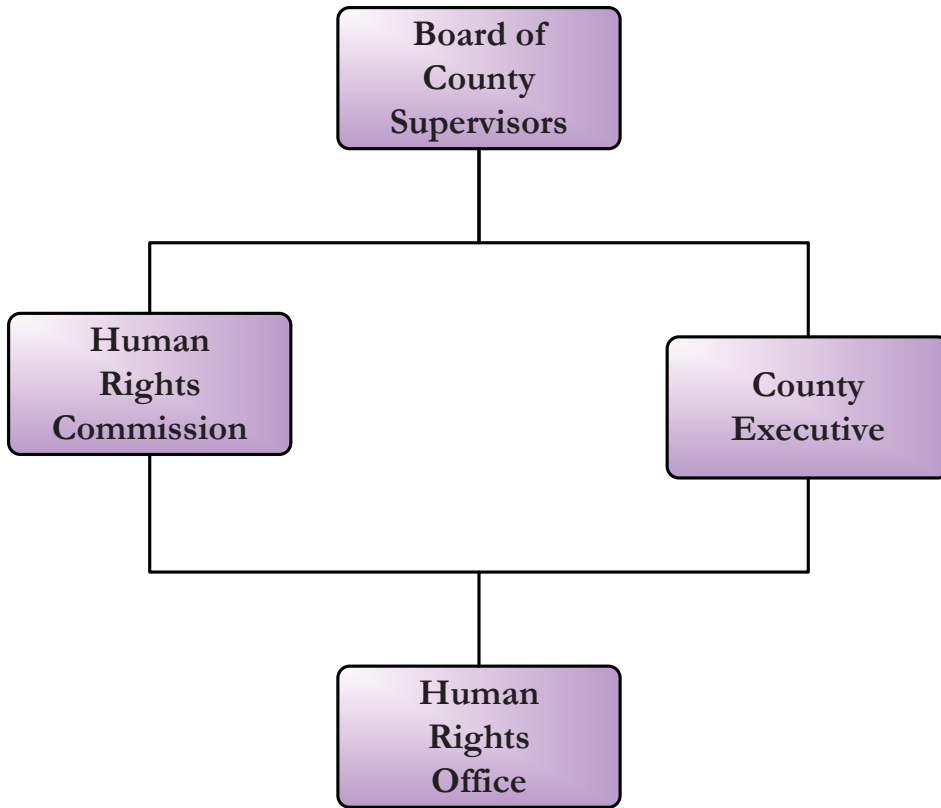 Board of
County
Supervisors
Human
Rights
Commission
County
Executive
Human
Rights
Office